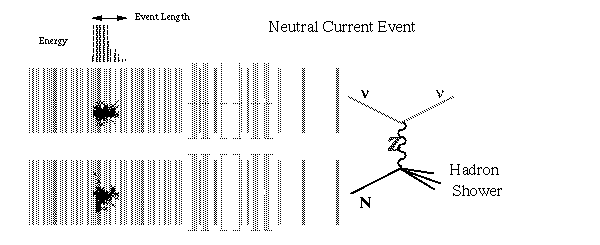 Event Length
Neutral Current Event
Energy
ν ν
Z
Hadron
Shower
N